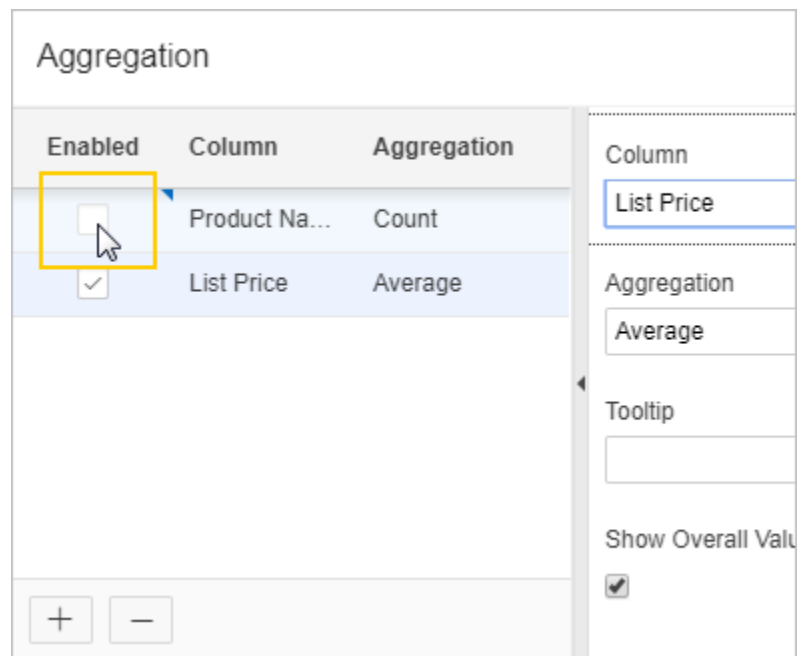 Aggregation
Enabled Column Aggregation
Product Na... Count
List Price Average
Column
List Price
Aggregation
Average
Tooltip
Show Overall Valu